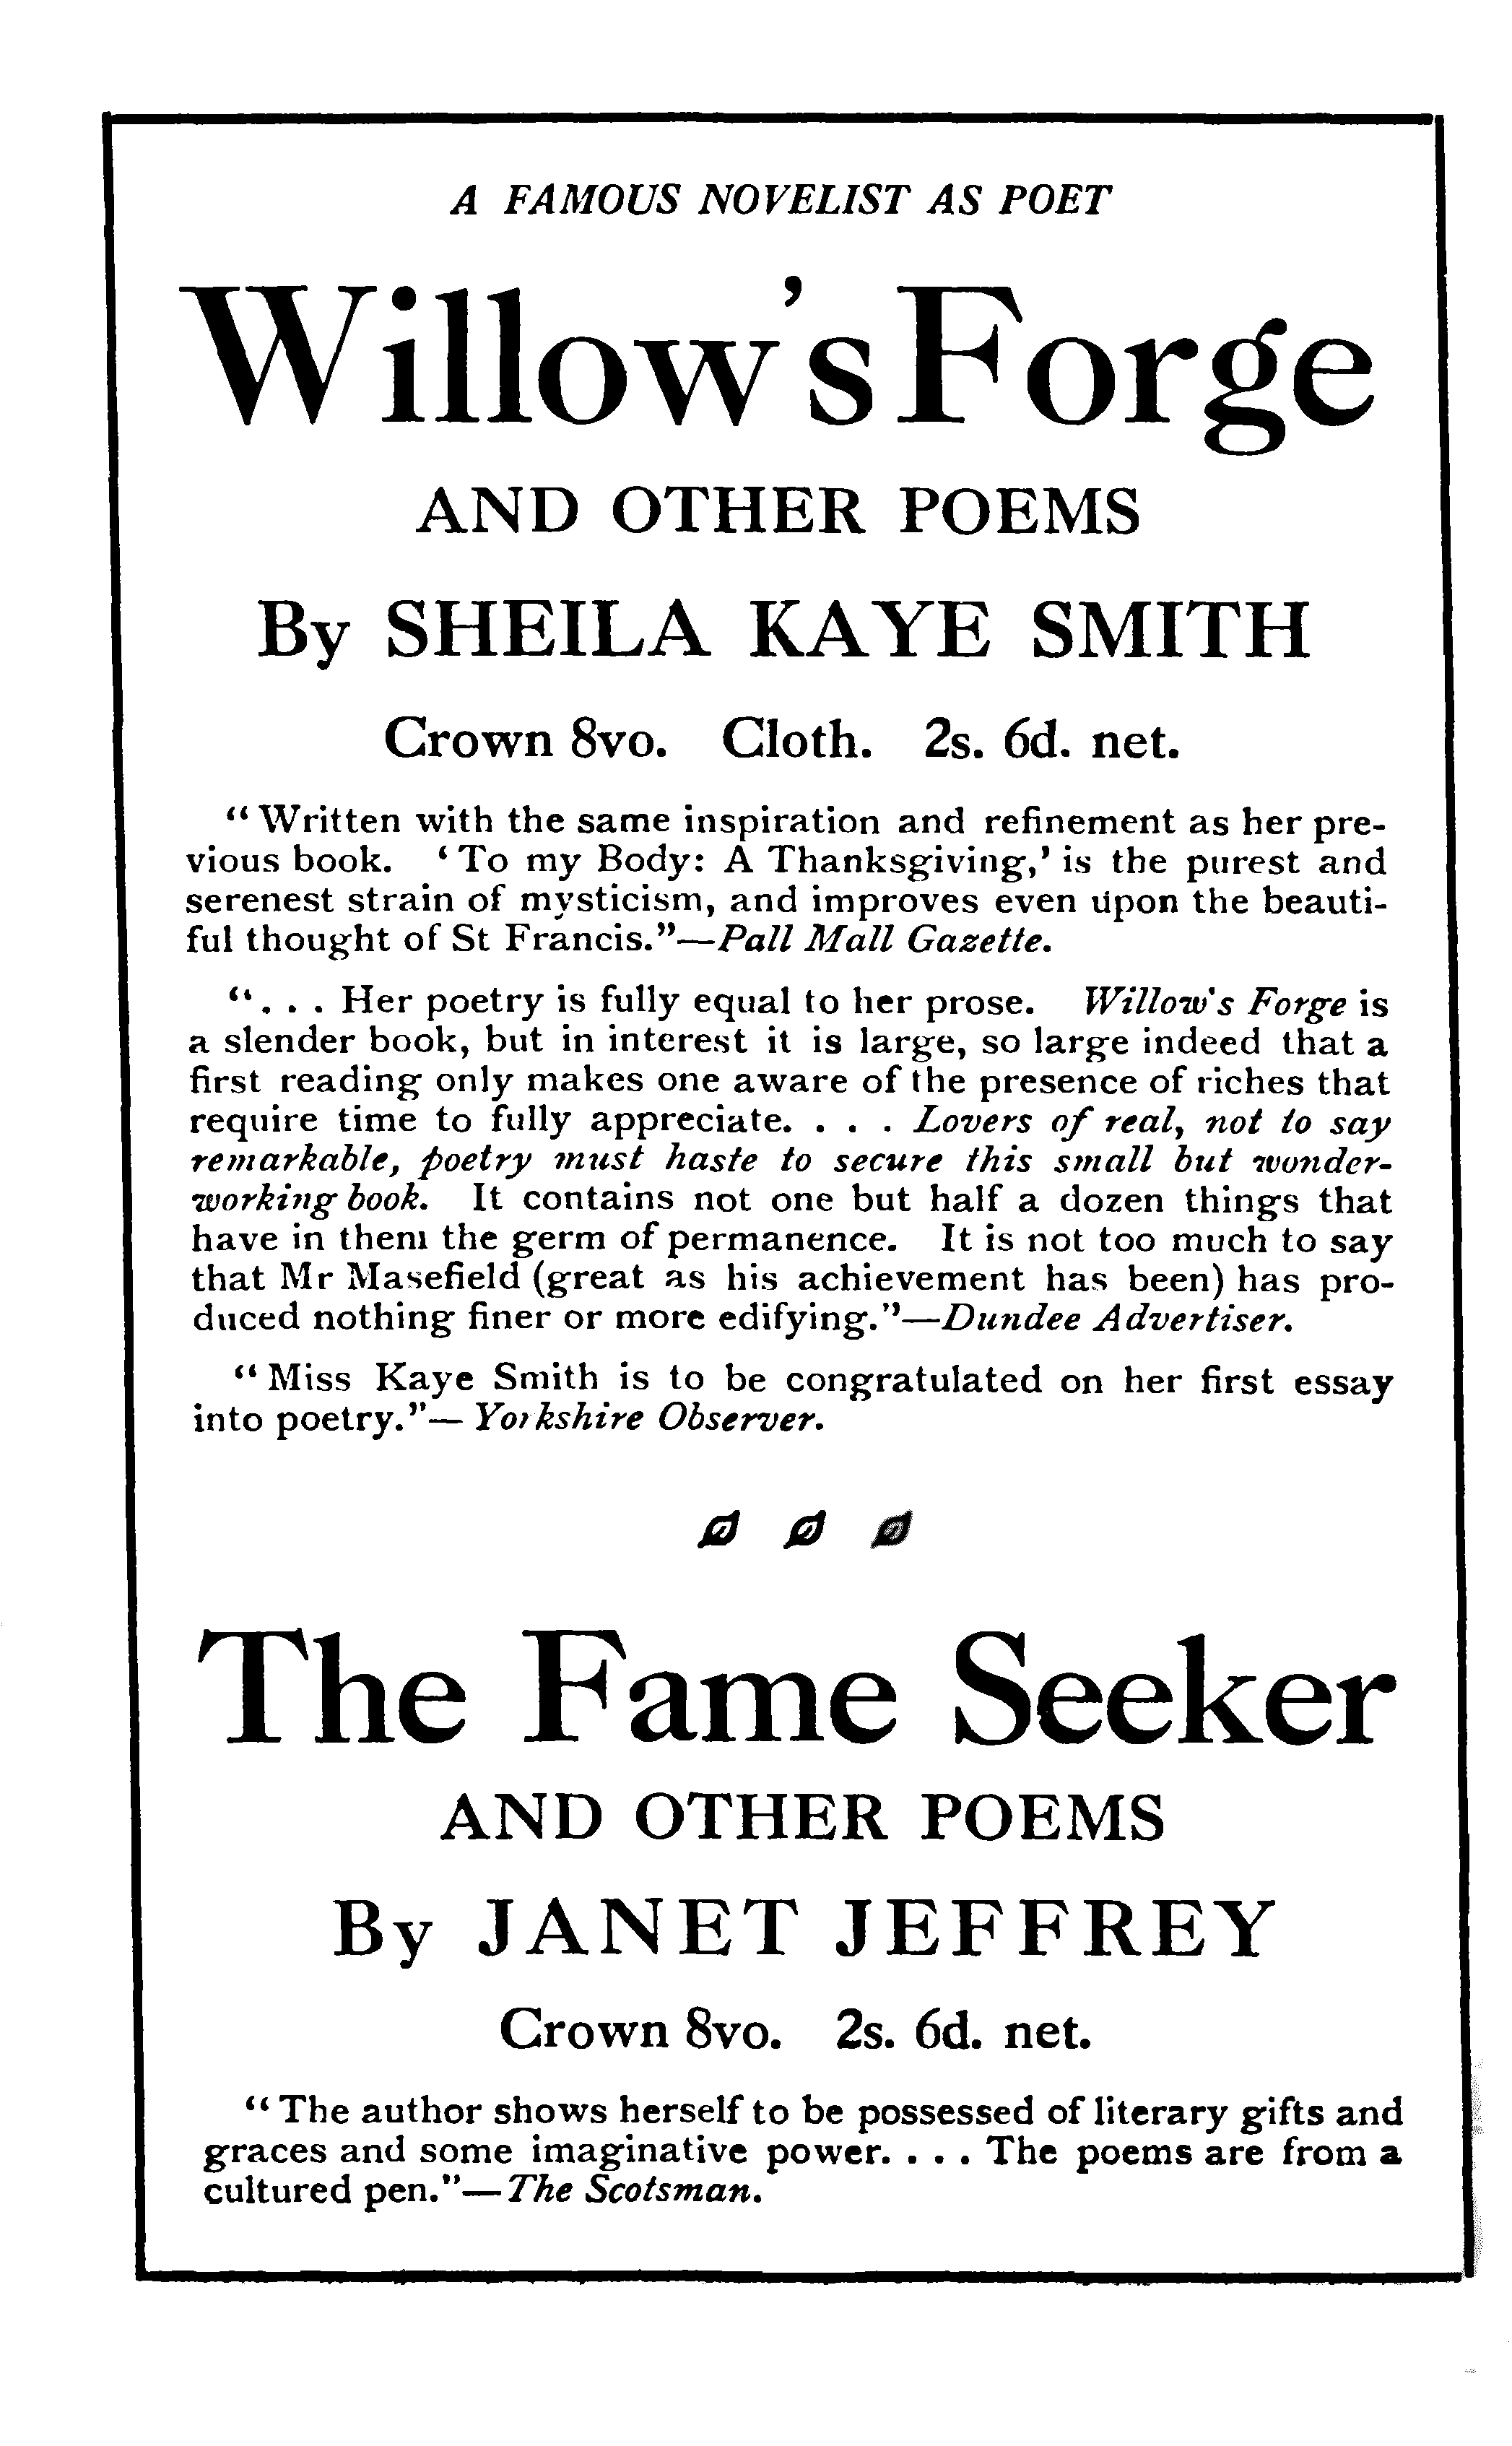 A FAMOUS NOVELIST AS POET
Willow's Forge
AND OTHER POEMS
By SHEILA KAYE SMITH
Crown 8vo. Cloth. 2s. 6d. net.
“Written with the same inspiration and refinement as her pre-
vious book. ‘To my Body: A Thanksgiving,’ is the purest and
serenest strain of mysticism, and improves even upon the beauti-
ful thought of St Francis.”—Pall Mall Gazette.
“. . . Her poetry is fully equal to her prose. Willow's Forge is
a slender book, but in interest it is large, so large indeed that a
first reading only makes one aware of the presence of riches that
require time to fully appreciate. . . . Lovers of real, not to say
remarkable, poetry must haste to secure this small but wonder-
working book. It contains not one but half a dozen things that
have in them the germ of permanence. It is not too much to say
that Mr Masefield (great as his achievement has been) has pro-
duced nothing finer or more edifying.”—Dundee Advertiser.
“Miss Kaye Smith is to be congratulated on her first essay
into poetry.”—Yorkshire Observer.
The Fame Seeker
AND OTHER POEMS
By JANET JEFFREY
Crown 8vo. 2s. 6d. net.
“The author shows herself to be possessed of literary gifts and
graces and some imaginative power. . . . The poems are from a
cultured pen.”—The Scotsman.